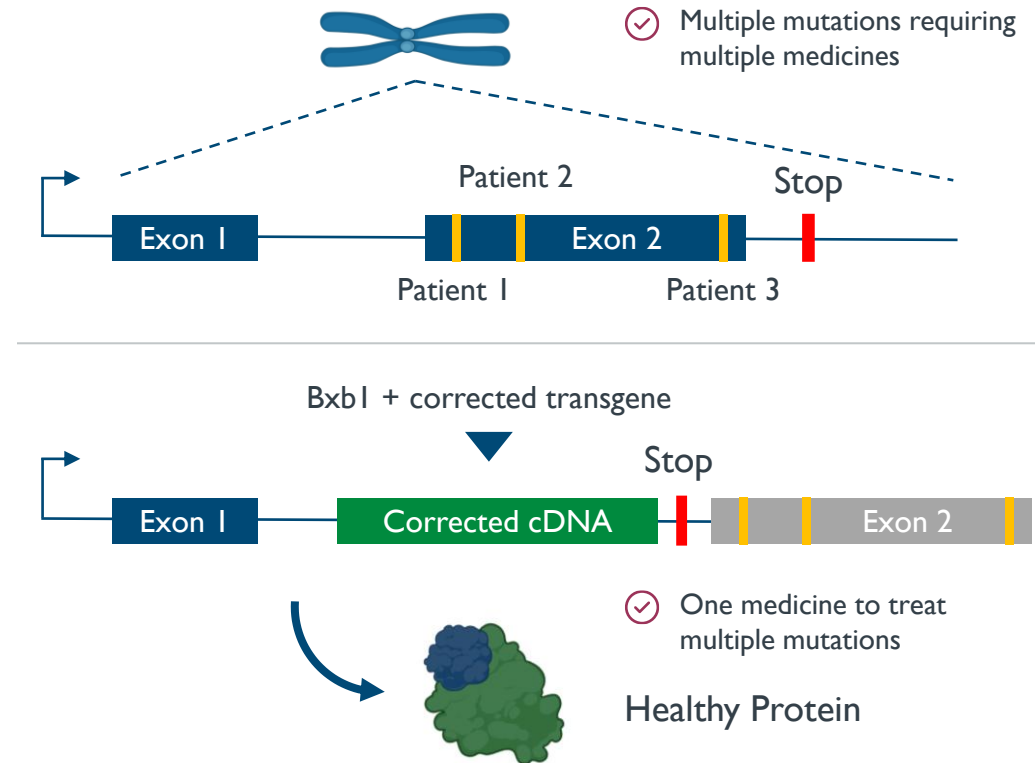 Multiple mutations requiring
multiple medicines
Patient 2
Stop
Exon 1
Exon 2
Patient 1
Patient 3
Bxb1 + corrected transgene
Stop
Exon 1
Corrected cDNA
Exon 2
One medicine to treat
multiple mutations
Healthy Protein